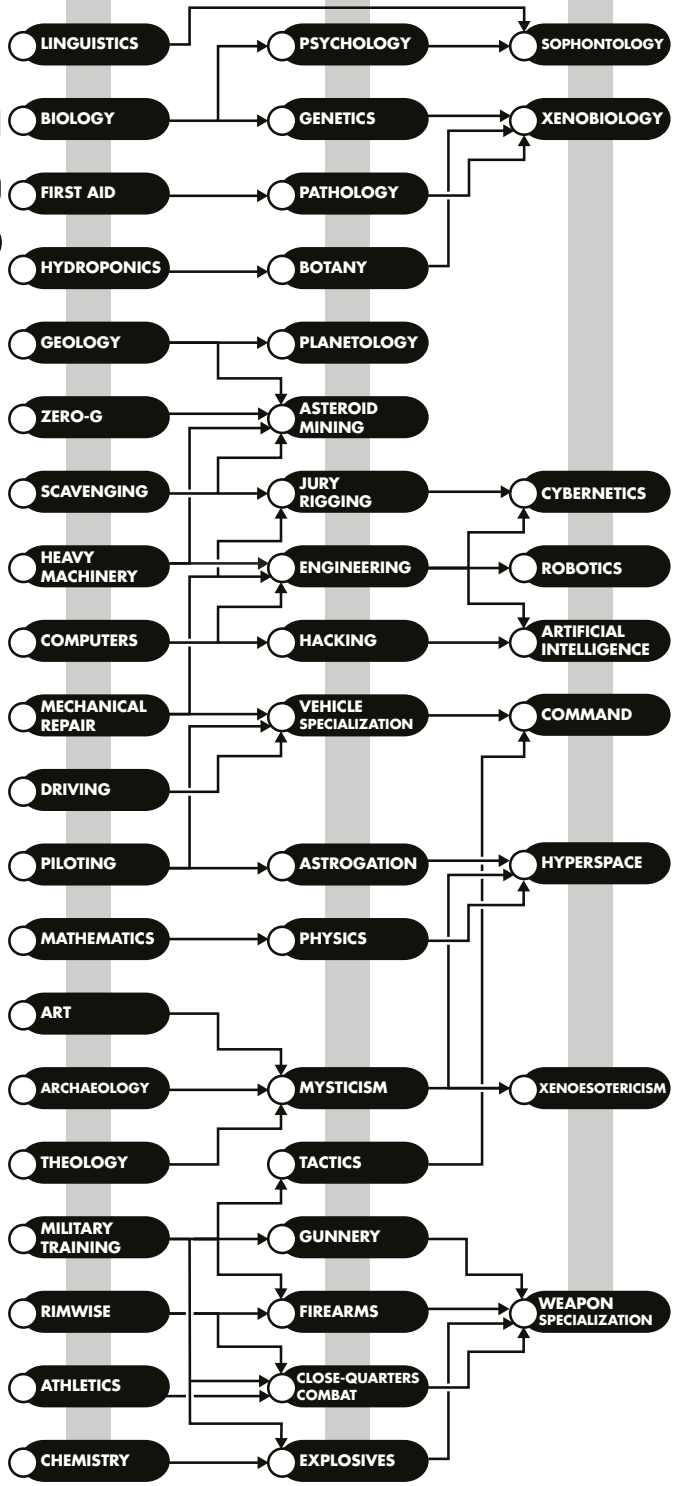 LINGUISTICS
PSYCHOLOGY
SOPHONTOLOGY
BIOLOGY
GENETICS
XENOBIOLOGY
FIRST AID
PATHOLOGY
HYDROPONICS
BOTANY
GEOLOGY
PLANETOLOGY
ZERO-G
ASTEROID
MINING
SCAVENGING
JURY
RIGGING
CYBERNETICS
HEAVY
MACHINERY
ENGINEERING
ROBOTICS
COMPUTERS
HACKING
ARTIFICIAL
INTELLIGENCE
MECHANICAL
REPAIR
VEHICLE
SPECIALIZATION
COMMAND
DRIVING
PILOTING
ASTROGATION
HYPERSPACE
MATHEMATICS
PHYSICS
ART
ARCHAEOLOGY
MYSTICISM
XENOESOTERICISM
THEOLOGY
TACTICS
MILITARY
TRAINING
GUNNERY
RIMWISE
FIREARMS
WEAPON
SPECIALIZATION
ATHLETICS
CLOSE-QUARTERS
COMBAT
CHEMISTRY
EXPLOSIVES